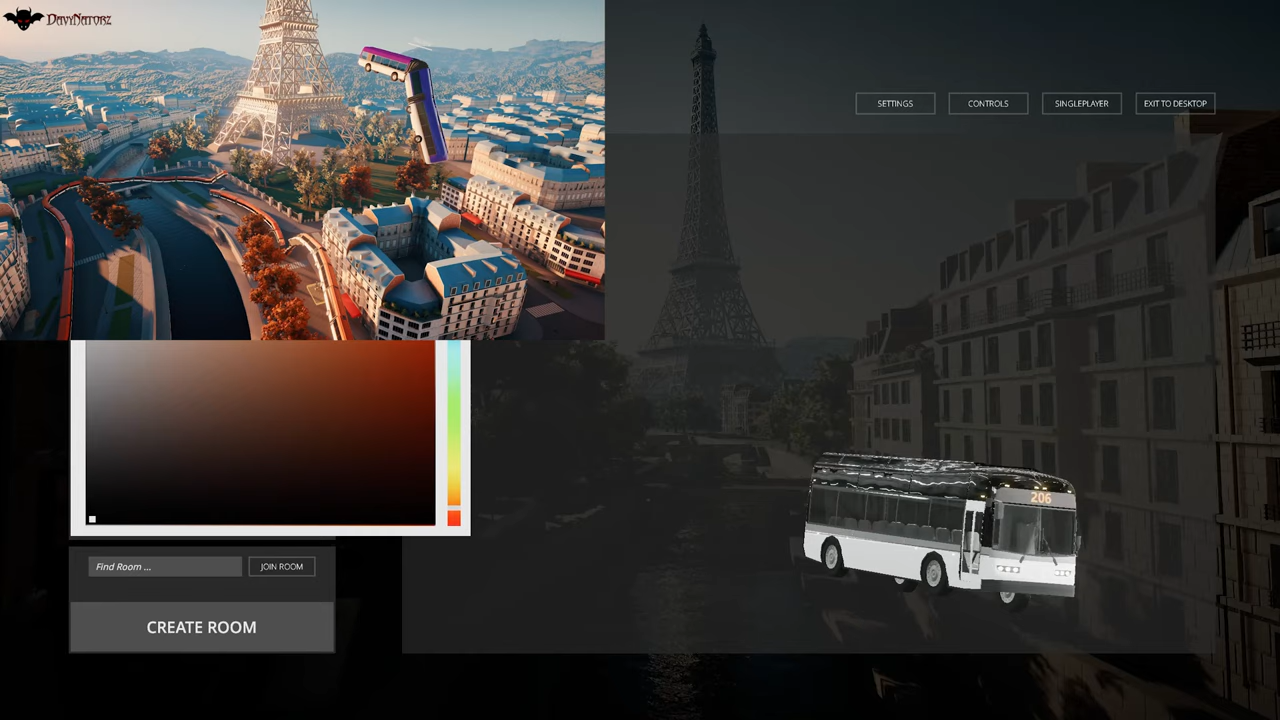 DavyNatorz
SETTINGS
CONTROLS
SINGLEPLAYER
EXIT TO DESKTOP
206
Find Room ...
JOIN ROOM
CREATE ROOM